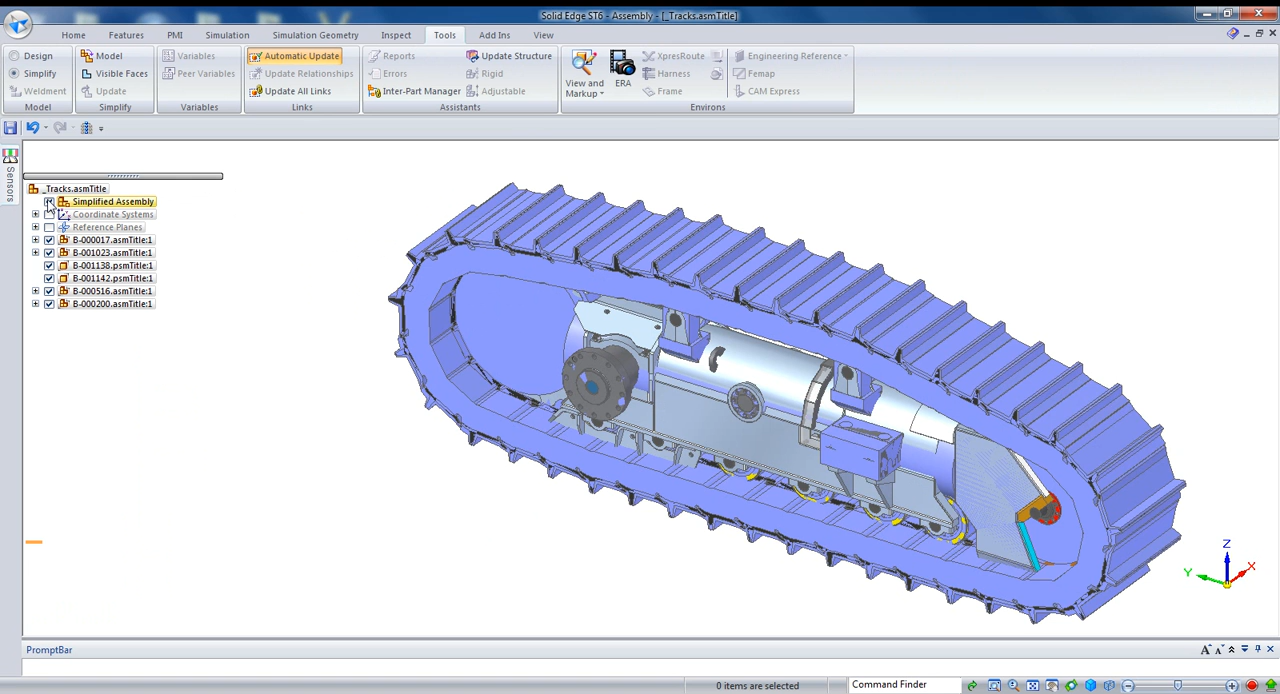 Solid Edge ST6 - Assembly - [_Tracks.asmTitle]
Home Features PMI Simulation Simulation Geometry Inspect Tools Add Ins View
Design Model Variables Automatic Update Reports Update Structure XpresRoute Engineering Reference
Simplify Visible Faces Peer Variables Update Relationships Errors Rigid View and Markup ERA Harness Femap
Weldment Update Update All Links Inter-Part Manager Adjustable Frame CAM Express
Model Simplify Variables Links Assistants Environs
Sensors
_Tracks.asmTitle
Simplified Assembly
Coordinate Systems
Reference Planes
B-000017.asmTitle:1
B-001023.asmTitle:1
B-001138.psmTitle:1
B-001142.psmTitle:1
B-000516.asmTitle:1
B-000200.asmTitle:1
Z
Y X
PromptBar
0 items are selected Command Finder